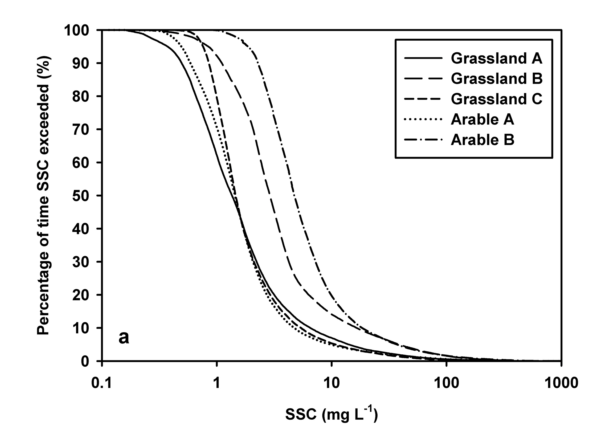 Percentage of time SSC exceeded (%)
100
90
80
70
60
50
40
30
20
10
0
a
Grassland A
Grassland B
Grassland C
Arable A
Arable B
0.1 1 10 100 1000
SSC (mg L⁻¹)